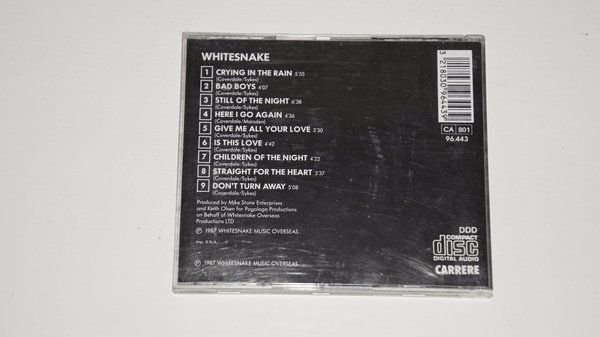 WHITESNAKE
1 CRYING IN THE RAIN 5'35
(Coverdale/Sykes)
2 BAD BOYS 4'07
(Coverdale/Sykes)
3 STILL OF THE NIGHT 6'38
(Coverdale/Sykes)
4 HERE I GO AGAIN 4'36
(Coverdale/Marsden)
5 GIVE ME ALL YOUR LOVE 3'30
(Coverdale/Sykes)
6 IS THIS LOVE 4'42
(Coverdale/Sykes)
7 CHILDREN OF THE NIGHT 4'22
(Coverdale/Sykes)
8 STRAIGHT FOR THE HEART 3'37
(Coverdale/Sykes)
9 DON'T TURN AWAY 5'08
(Coverdale/Sykes)
Produced by Mike Stone Enterprises
and Keith Olsen for Pogologo Productions
on Behalf of Whitesnake Overseas
Productions LTD
℗ 1987 WHITESNAKE MUSIC OVERSEAS
Imp. S.N.A.
℗ 1987 WHITESNAKE MUSIC OVERSEAS
3 218030 964439
CA 801
96.443
DDD
COMPACT
disc
DIGITAL AUDIO
CARRERE